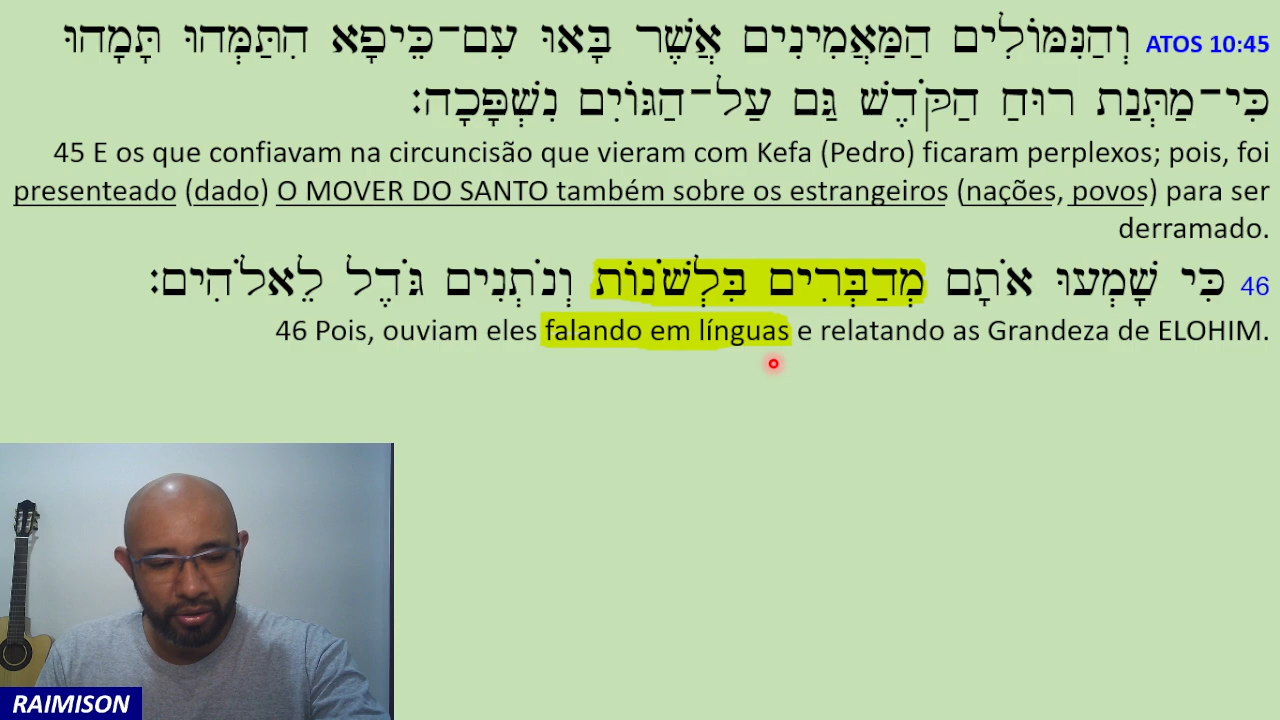 ATOS 10:45 וְהַנִּמּוֹלִים הַמַּאֲמִינִים אֲשֶׁר בָּאוּ עִם־כֵּיפָא הִתַּמְּהוּ תָּמָהוּ
כִּי־מַתְּנַת רוּחַ הַקֹּדֶשׁ גַּם עַל־הַגּוֹיִם נִשְׁפָּכָה׃
45 E os que confiavam na circuncisão que vieram com Kefa (Pedro) ficaram perplexos; pois, foi
presenteado (dado) O MOVER DO SANTO também sobre os estrangeiros (nações, povos) para ser
derramado.
46 כִּי שָׁמְעוּ אֹתָם מְדַבְּרִים בִּלְשֹׁנוֹת וְנֹתְנִים גֹּדֶל לֵאלֹהִים׃
46 Pois, ouviam eles falando em línguas e relatando as Grandeza de ELOHIM.
RAIMISON